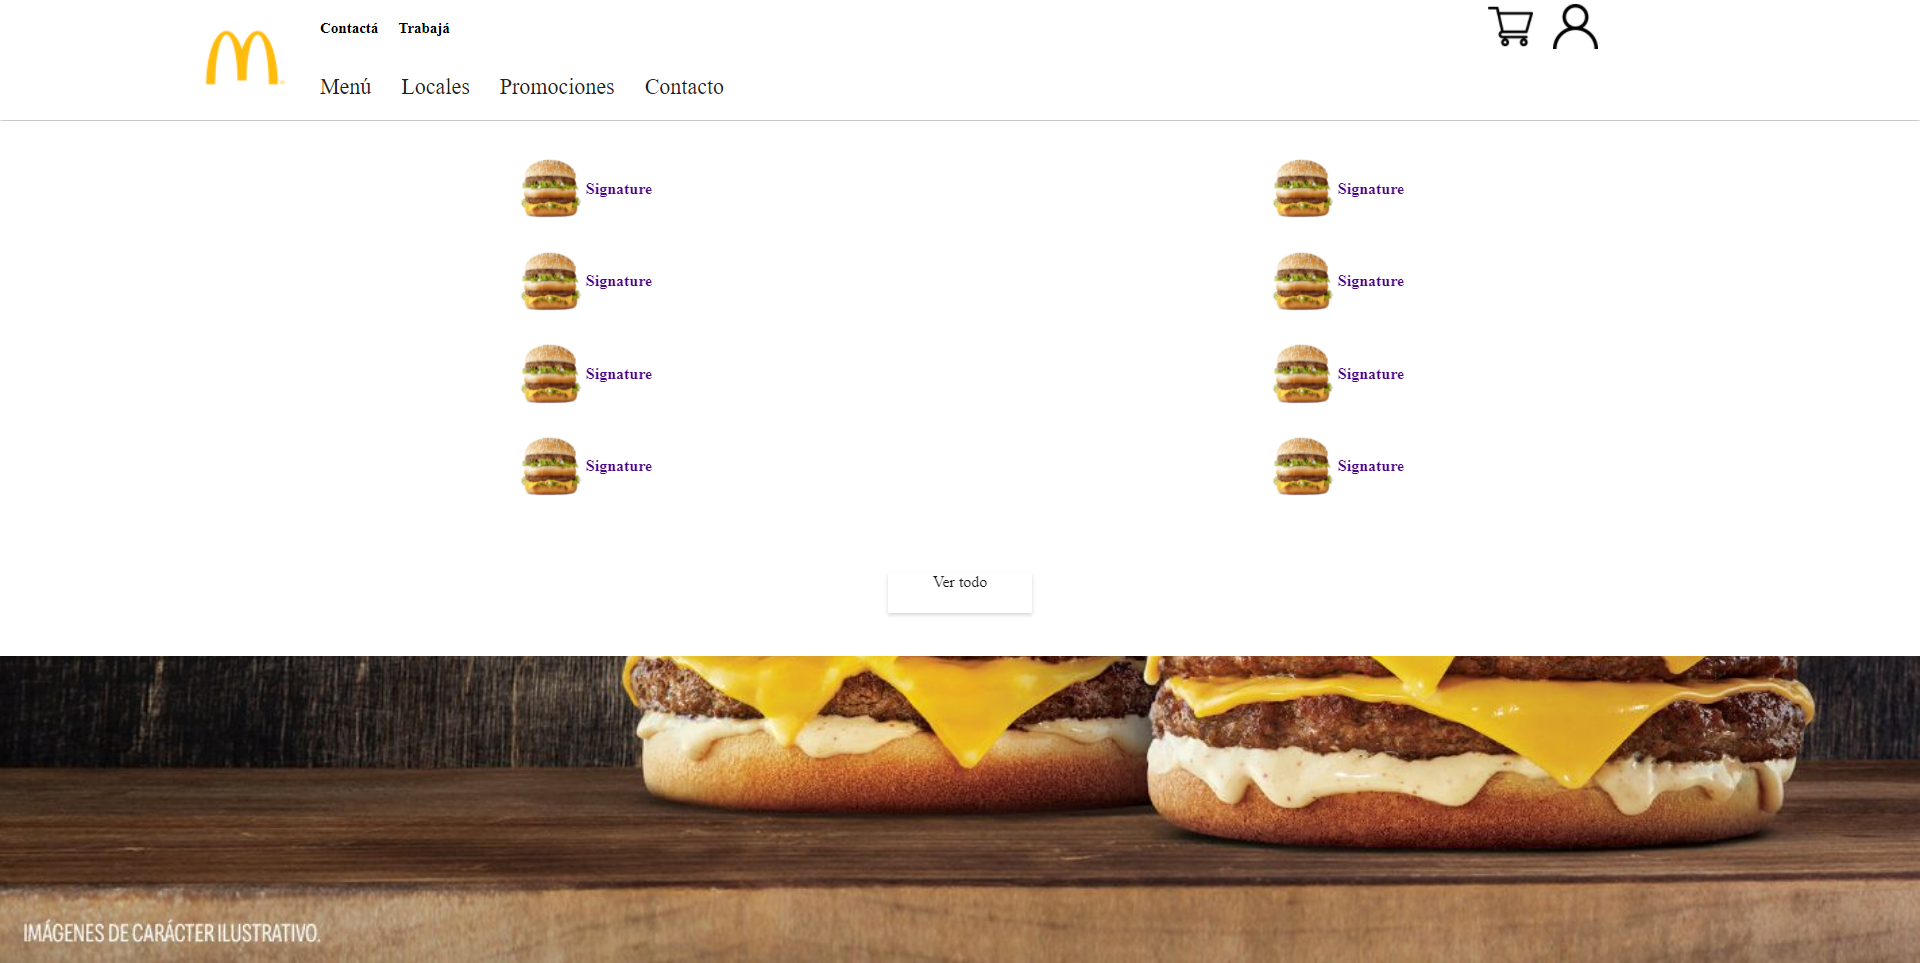 Contactá Trabajá
Menú Locales Promociones Contacto
Signature Signature
Signature Signature
Signature Signature
Signature Signature
Ver todo
IMÁGENES DE CARÁCTER ILUSTRATIVO.